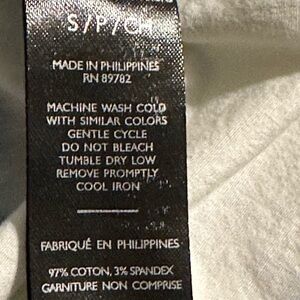 S/P/CH
MADE IN PHILIPPINES
RN 89782
MACHINE WASH COLD
WITH SIMILAR COLORS
GENTLE CYCLE
DO NOT BLEACH
TUMBLE DRY LOW
REMOVE PROMPTLY
COOL IRON
FABRIQUÉ EN PHILIPPINES
97% COTON, 3% SPANDEX
GARNITURE NON COMPRISE